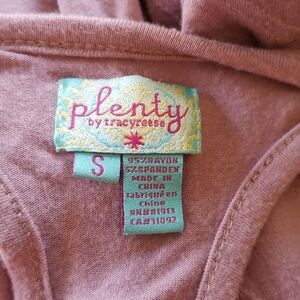 plenty
by tracyreese
S
95%RAYON
5%SPANDEX
MADE IN
CHINA
fabriqué en
Chine
RN#81913
CA#31092